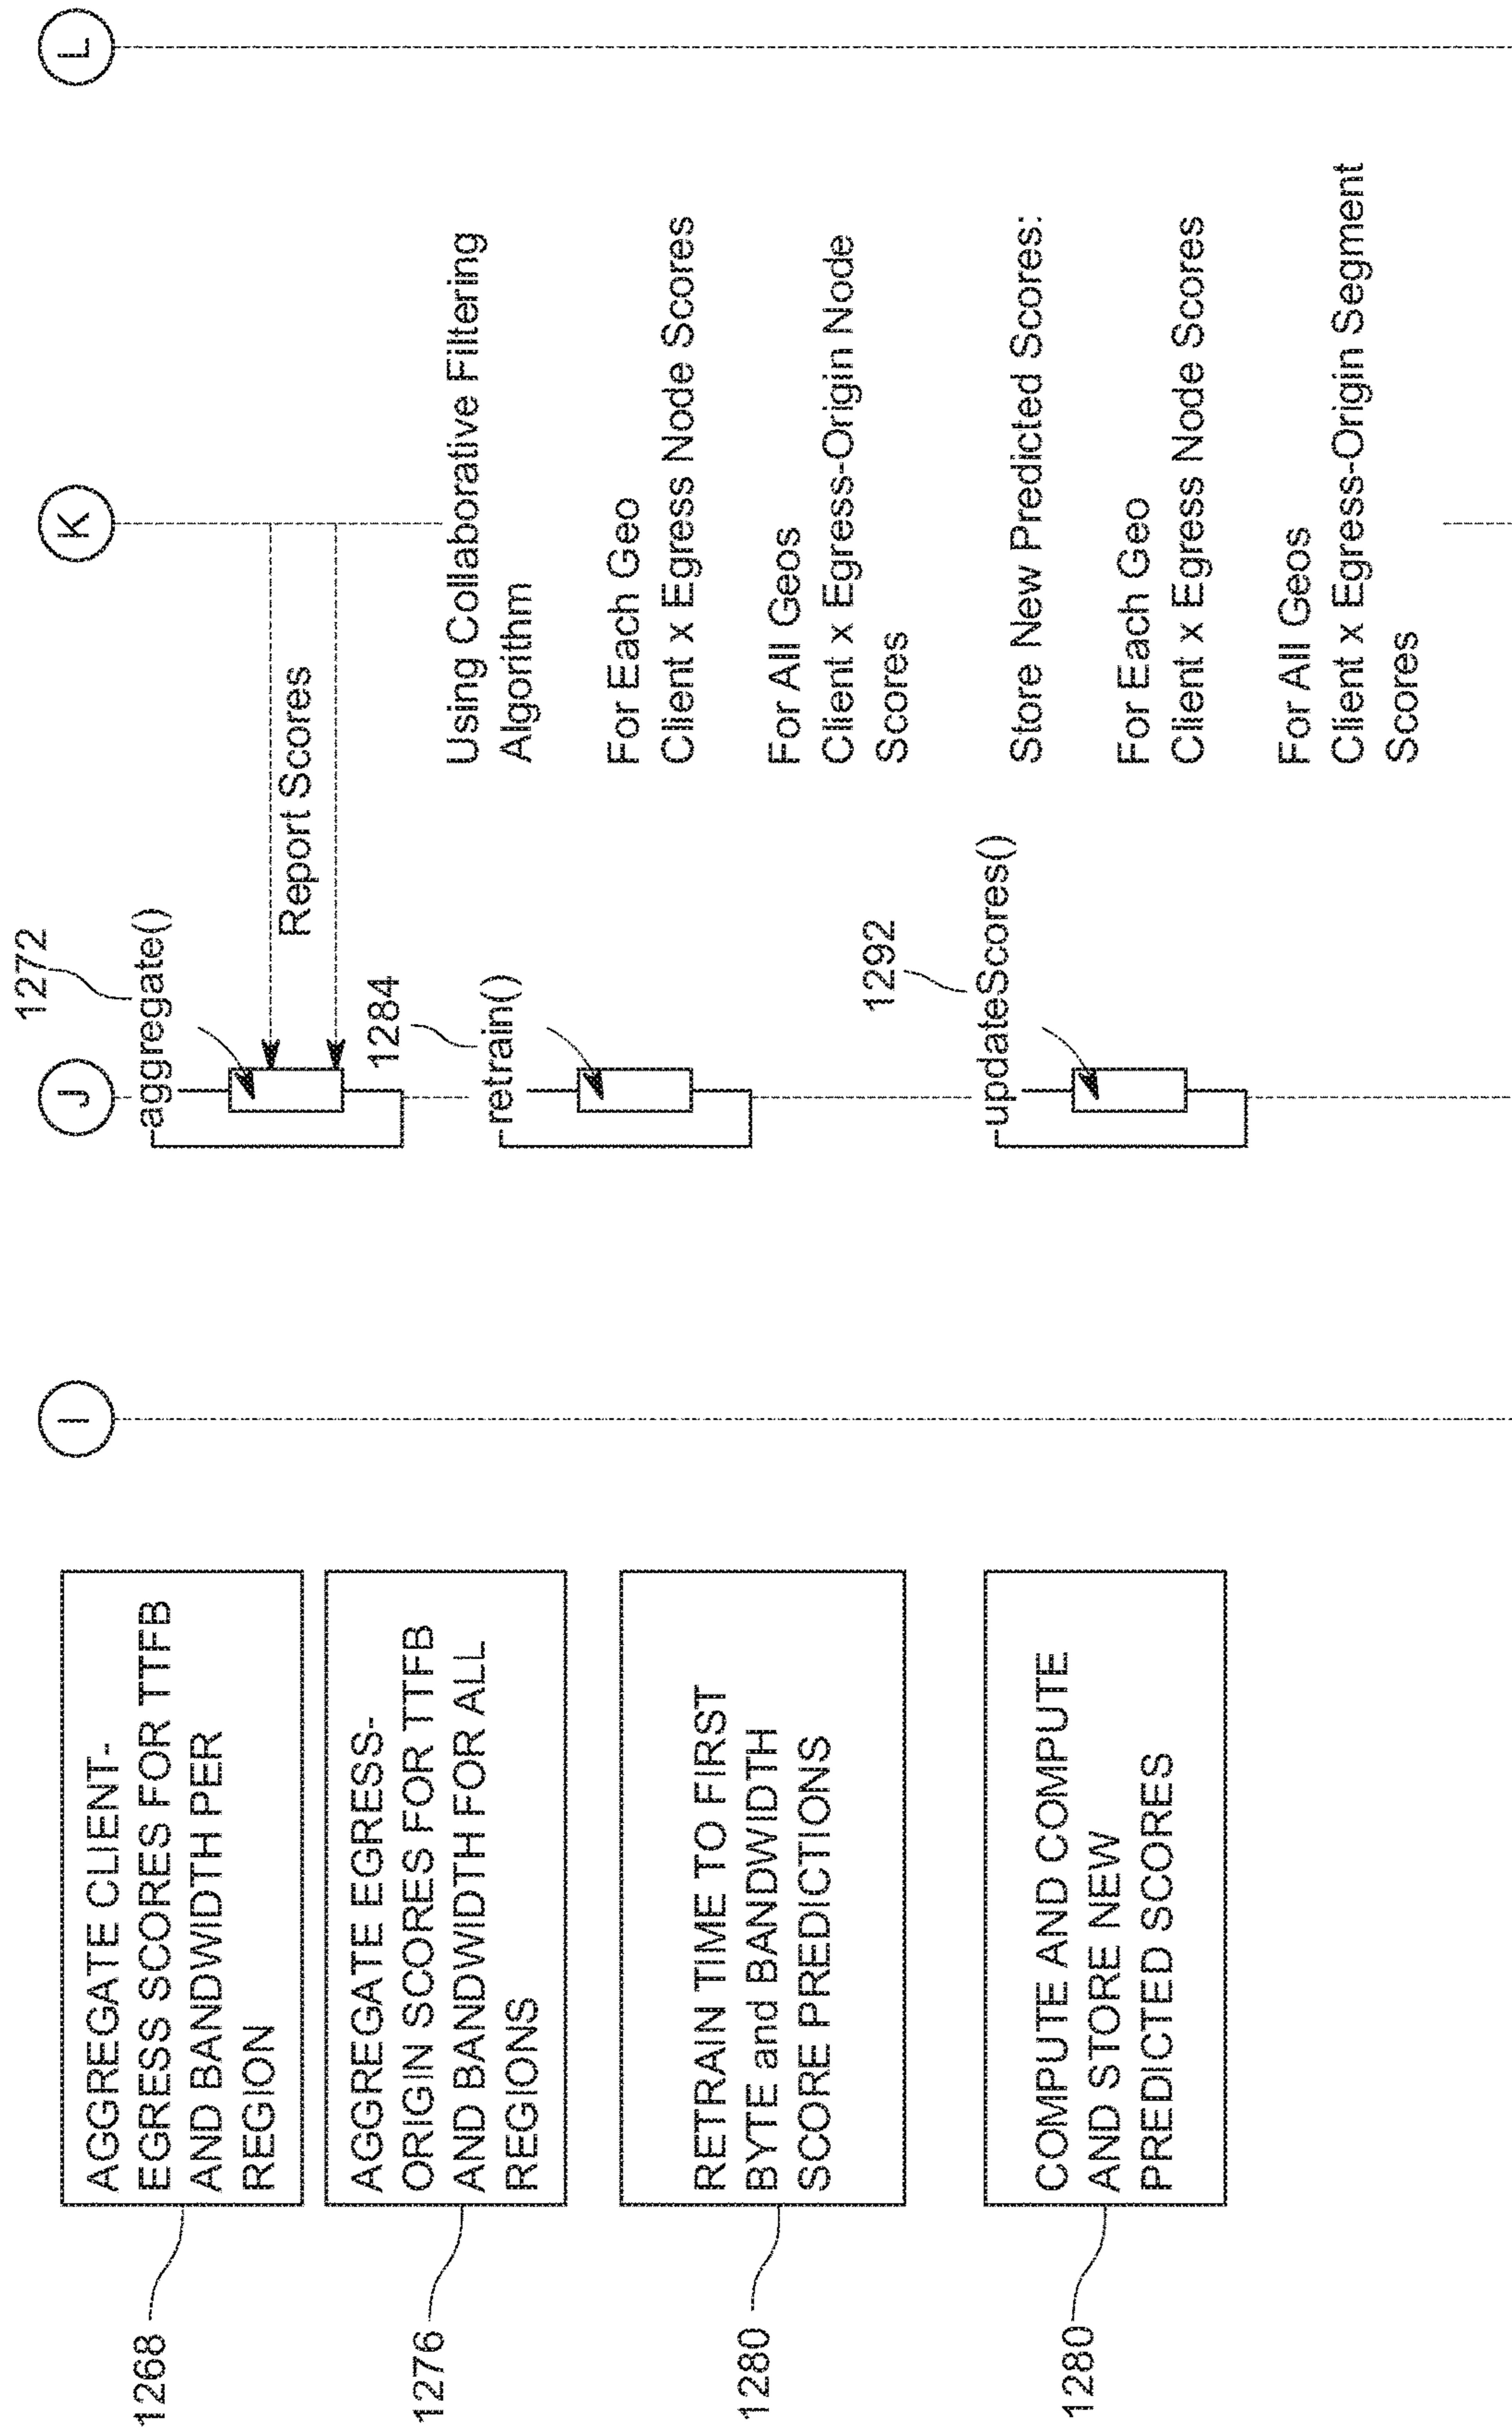 I
J
K
L
1268
AGGREGATE CLIENT-
EGRESS SCORES FOR TTFB
AND BANDWIDTH PER
REGION
1276
AGGREGATE EGRESS-
ORIGIN SCORES FOR TTFB
AND BANDWIDTH FOR ALL
REGIONS
1280
RETRAIN TIME TO FIRST
BYTE and BANDWIDTH
SCORE PREDICTIONS
1280
COMPUTE AND COMPUTE
AND STORE NEW
PREDICTED SCORES
1272
aggregate()
Report Scores
1284
retrain()
Using Collaborative Filtering
Algorithm
For Each Geo
Client x Egress Node Scores
For All Geos
Client x Egress-Origin Node
Scores
1292
updateScores()
Store New Predicted Scores:
For Each Geo
Client x Egress Node Scores
For All Geos
Client x Egress-Origin Segment
Scores